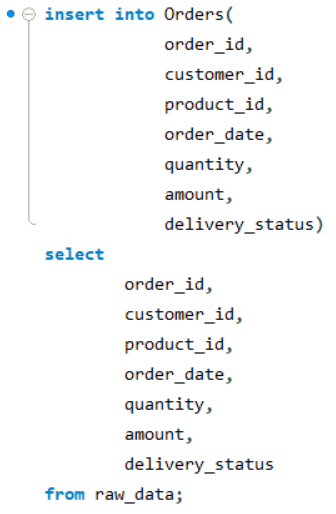 insert into Orders(
order_id,
customer_id,
product_id,
order_date,
quantity,
amount,
delivery_status)
select
order_id,
customer_id,
product_id,
order_date,
quantity,
amount,
delivery_status
from raw_data;